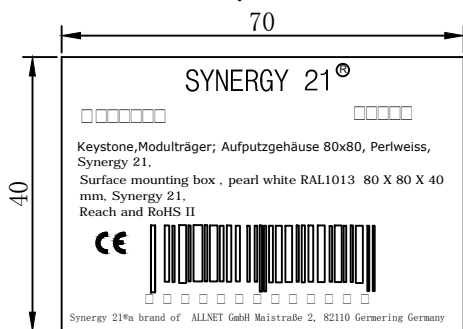 70
40
SYNERGY 21®
Keystone,Modulträger; Aufputzgehäuse 80x80, Perlweiss,
Synergy 21,
Surface mounting box , pearl white RAL1013 80 X 80 X 40
mm, Synergy 21,
Reach and RoHS II
CE
Synergy 21®a brand of ALLNET GmbH Maistraße 2, 82110 Germering Germany